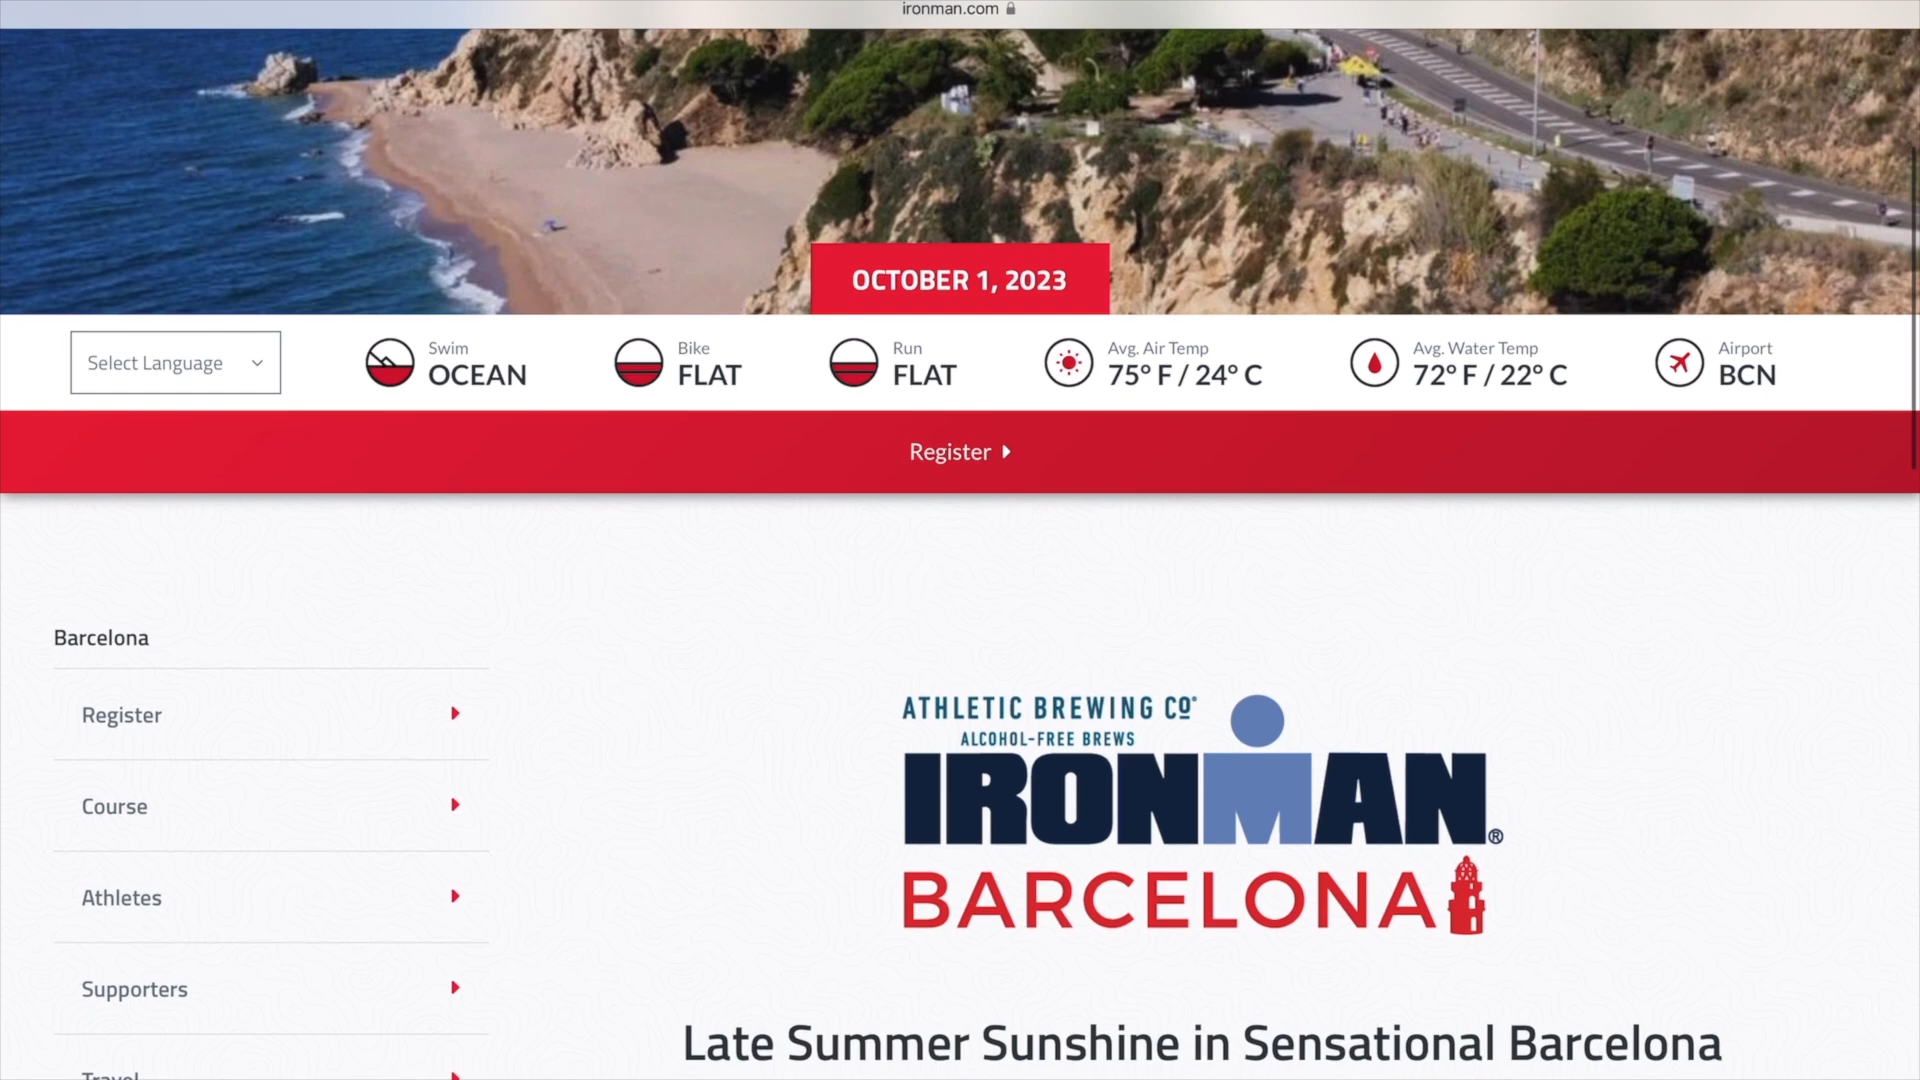 ironman.com
OCTOBER 1, 2023
Select Language
Swim
OCEAN
Bike
FLAT
Run
FLAT
Avg. Air Temp
75° F / 24° C
Avg. Water Temp
72° F / 22° C
Airport
BCN
Register
Barcelona
Register
Course
Athletes
Supporters
Travel
ATHLETIC BREWING CO®
ALCOHOL-FREE BREWS
IRONMAN®
BARCELONA
Late Summer Sunshine in Sensational Barcelona